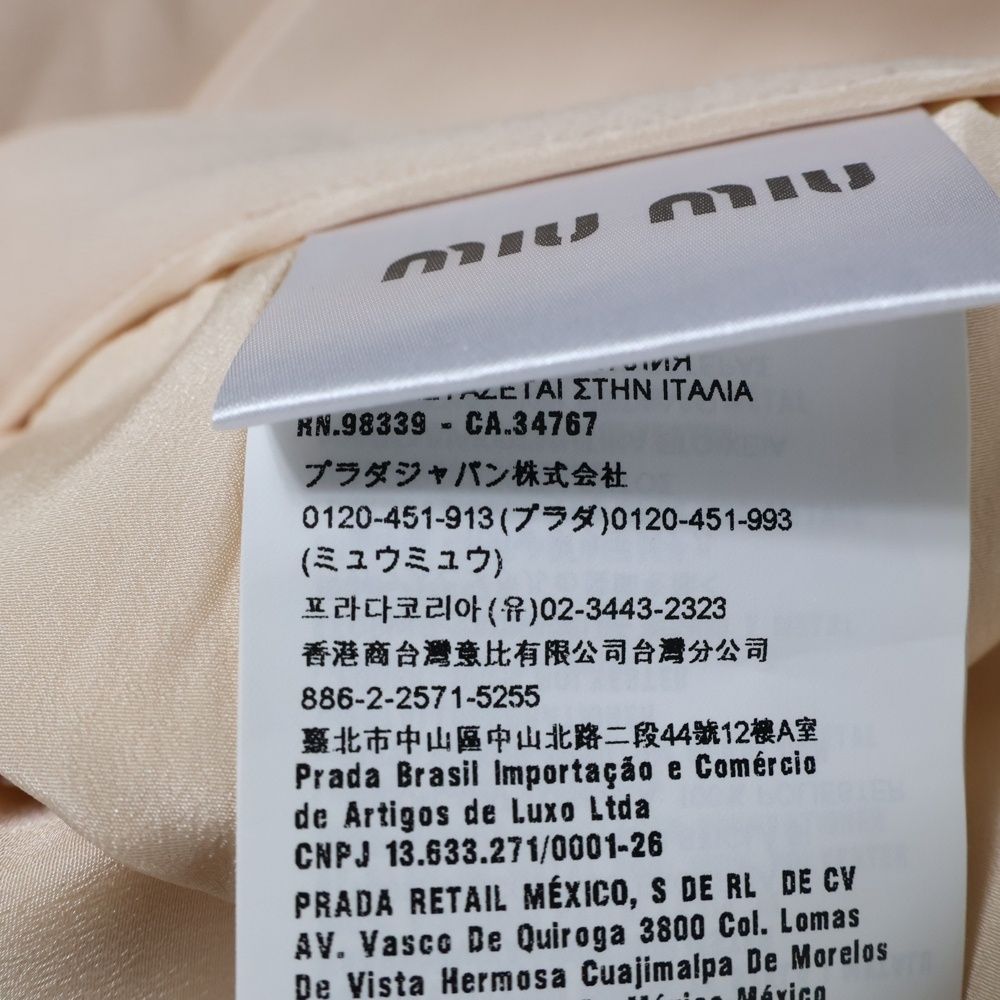 miu miu
ΣΤΗΝ ΙΤΑΛΙΑ
RN.98339 - CA.34767
プラダジャパン株式会社
0120-451-913(プラダ)0120-451-993
(ミュウミュウ)
프라다코리아(유)02-3443-2323
香港商台灣意比有限公司台灣分公司
886-2-2571-5255
臺北市中山區中山北路二段44號12樓A室
Prada Brasil Importação e Comércio
de Artigos de Luxo Ltda
CNPJ 13.633.271/0001-26
PRADA RETAIL MÉXICO, S DE RL DE CV
AV. Vasco De Quiroga 3800 Col. Lomas
De Vista Hermosa Cuajimalpa De Morelos
México México